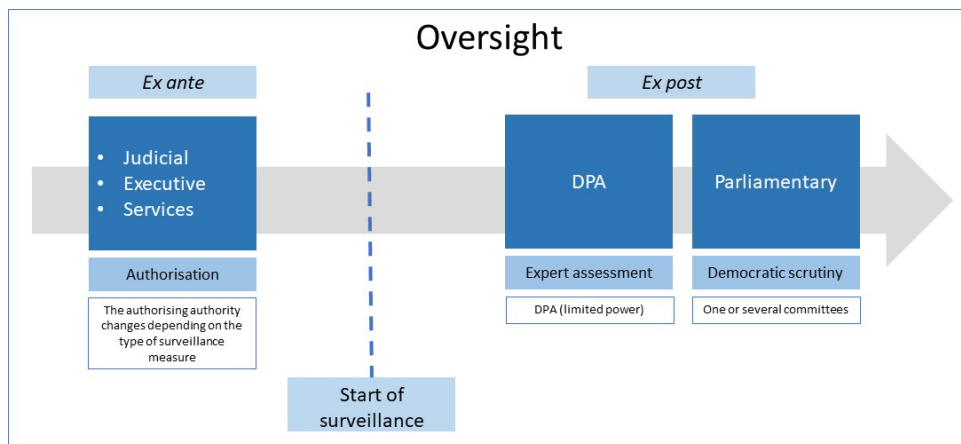 Oversight
Ex ante
Ex post
• Judicial
• Executive
• Services
DPA
Parliamentary
Authorisation
Expert assessment
Democratic scrutiny
The authorising authority
changes depending on the
type of surveillance
measure
DPA (limited power)
One or several committees
Start of
surveillance